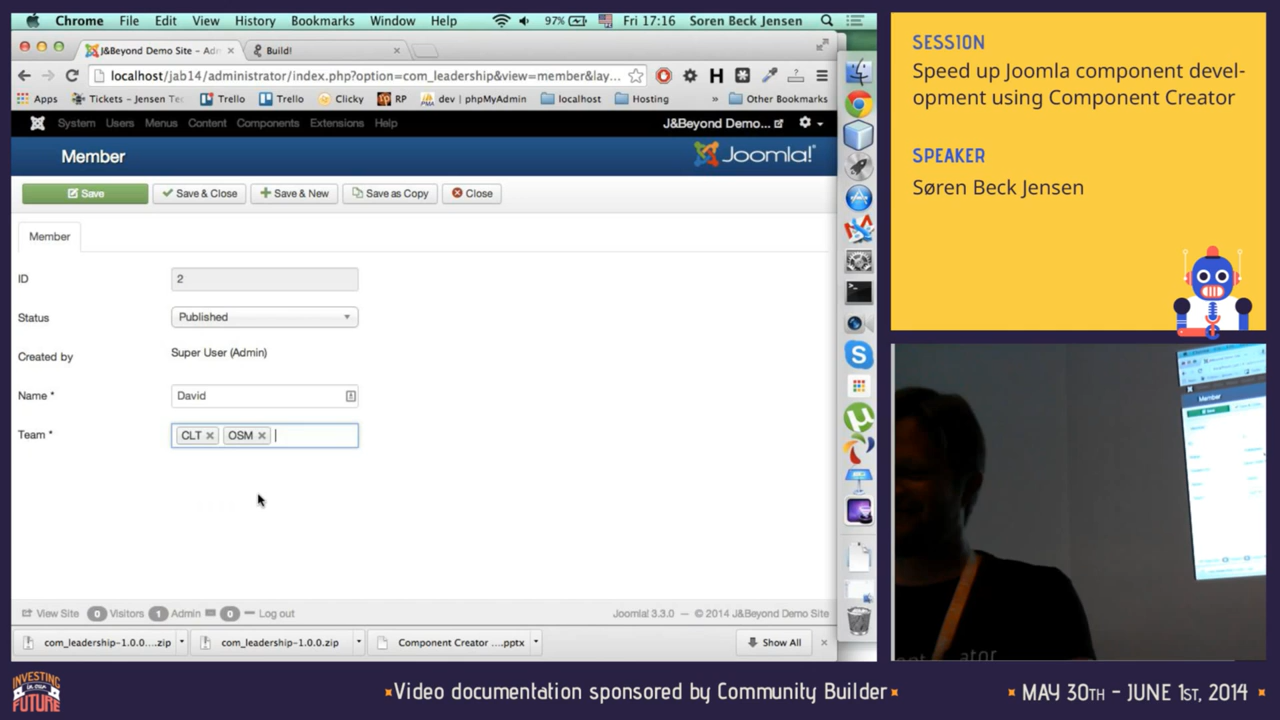 Chrome File Edit View History Bookmarks Window Help 97% Fri 17:16 Soren Beck Jensen
J&Beyond Demo Site – Adm × Build! ×
localhost/jab14/administrator/index.php?option=com_leadership&view=member&lay...
Apps Tickets – Jensen Te Trello Trello Clicky RP dev | phpMyAdmin localhost Hosting » Other Bookmarks
System Users Menus Content Components Extensions Help J&Beyond Demo...
Member Joomla!
Save Save & Close Save & New Save as Copy Close
Member
ID 2
Status Published
Created by Super User (Admin)
Name * David
Team * CLT × OSM ×
View Site 0 Visitors 1 Admin 0 Log out Joomla! 3.3.0 — © 2014 J&Beyond Demo Site
com_leadership-1.0.0....zip com_leadership-1.0.0.zip Component Creator ....pptx Show All ×
SESSION
Speed up Joomla component devel-
opment using Component Creator
SPEAKER
Søren Beck Jensen
Member
INVESTING
IN OUR
FUTURE
Video documentation sponsored by Community Builder
MAY 30TH - JUNE 1ST, 2014